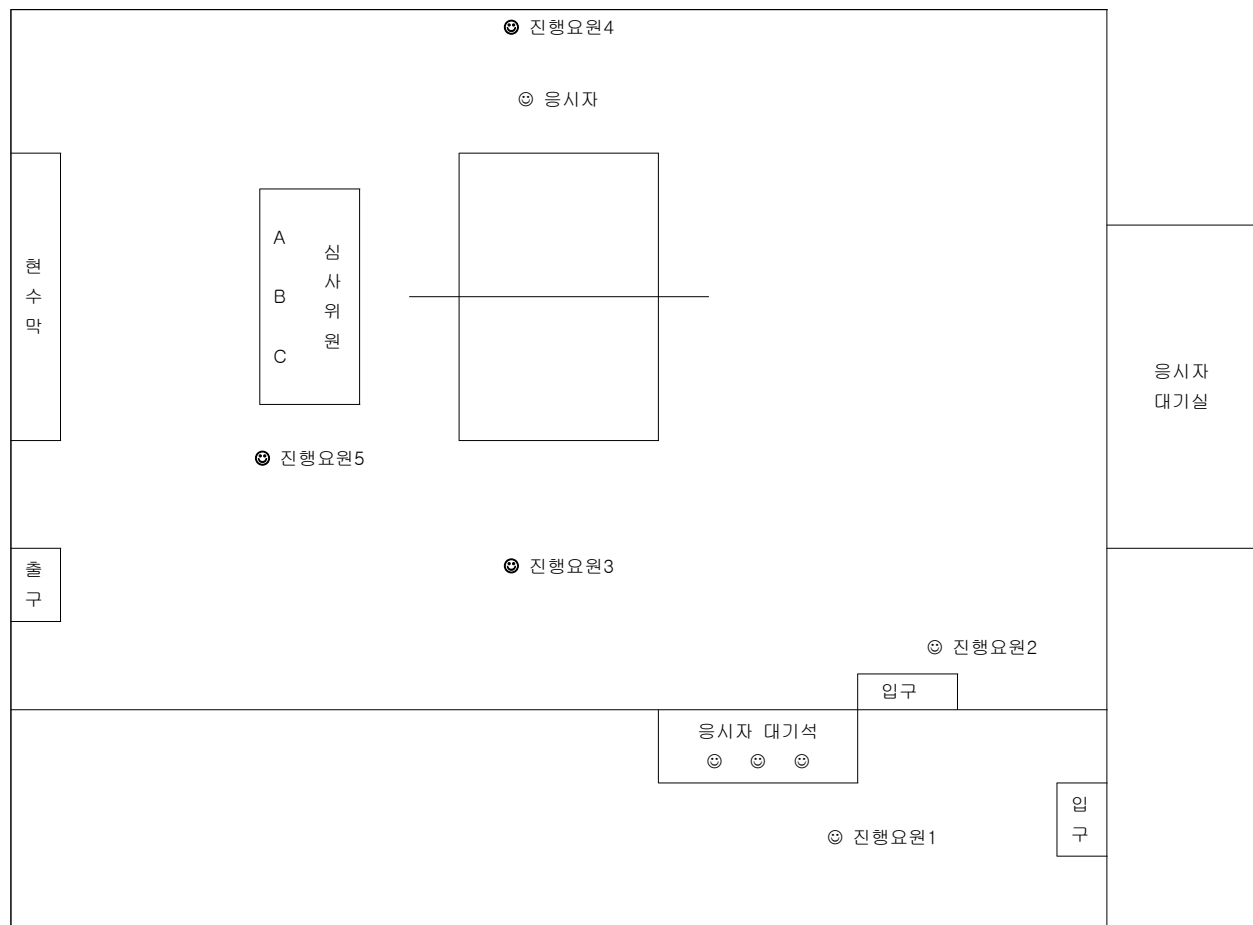 ☻ 진행요원4
☺ 응시자
현
수
막
A
B
C
심
사
위
원
응시자
대기실
☻ 진행요원5
☻ 진행요원3
출
구
☺ 진행요원2
입구
응시자 대기석
☺ ☺ ☺
입
구
☺ 진행요원1